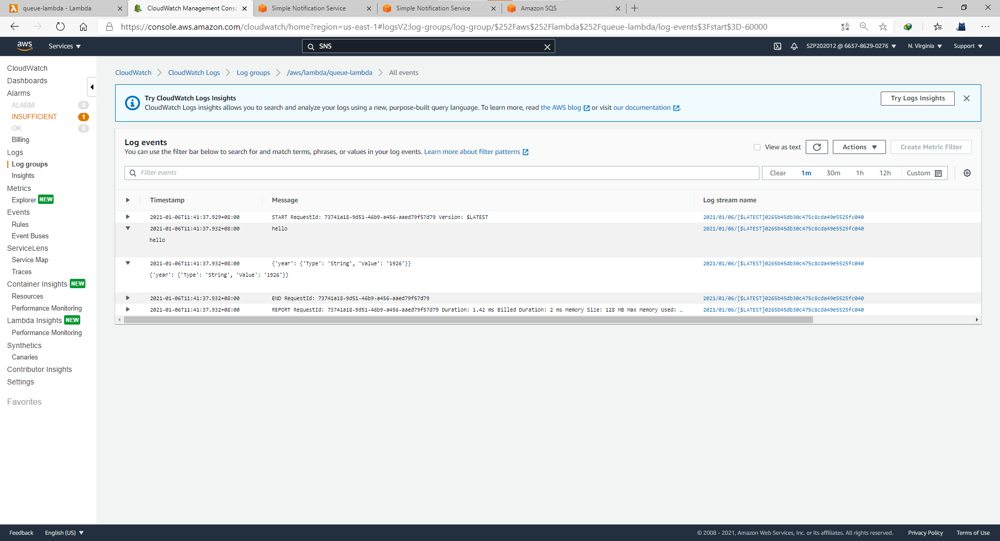 queue-lambda - Lambda
CloudWatch Management Consc
Simple Notification Service
Simple Notification Service
Amazon SQS
https://console.aws.amazon.com/cloudwatch/home?region=us-east-1#logsV2:log-groups/log-group/$252Faws$252Flambda$252Fqueue-lambda/log-events$3Fstart$3D-60000
aws
Services
SNS
SZP202012 @ 6637-8629-0276
N. Virginia
Support
CloudWatch
Dashboards
Alarms
ALARM 0
INSUFFICIENT 1
OK 0
Billing
Logs
Log groups
Insights
Metrics
Explorer NEW
Events
Rules
Event Buses
ServiceLens
Service Map
Traces
Container Insights NEW
Resources
Performance Monitoring
Lambda Insights NEW
Performance Monitoring
Synthetics
Canaries
Contributor Insights
Settings
Favorites
CloudWatch > CloudWatch Logs > Log groups > /aws/lambda/queue-lambda > All events
Try CloudWatch Logs Insights
CloudWatch Logs insights allows you to search and analyze your logs using a new, purpose-built query language. To learn more, read the AWS blog or visit our documentation.
Try Logs Insights
Log events
You can use the filter bar below to search for and match terms, phrases, or values in your log events. Learn more about filter patterns
View as text
Actions
Create Metric Filter
Filter events
Clear 1m 30m 1h 12h Custom
Timestamp Message Log stream name
2021-01-06T11:41:37.929+08:00 START RequestId: 73741a18-9d51-46b9-a456-aaed79f57d79 Version: $LATEST 2021/01/06/[$LATEST]0265b45db30c475c8cda49e5525fc040
2021-01-06T11:41:37.932+08:00 hello 2021/01/06/[$LATEST]0265b45db30c475c8cda49e5525fc040
hello
2021-01-06T11:41:37.932+08:00 {'year': {'Type': 'String', 'Value': '1926'}} 2021/01/06/[$LATEST]0265b45db30c475c8cda49e5525fc040
{'year': {'Type': 'String', 'Value': '1926'}}
2021-01-06T11:41:37.932+08:00 END RequestId: 73741a18-9d51-46b9-a456-aaed79f57d79 2021/01/06/[$LATEST]0265b45db30c475c8cda49e5525fc040
2021-01-06T11:41:37.932+08:00 REPORT RequestId: 73741a18-9d51-46b9-a456-aaed79f57d79 Duration: 1.42 ms Billed Duration: 2 ms Memory Size: 128 MB Max Memory Used: … 2021/01/06/[$LATEST]0265b45db30c475c8cda49e5525fc040
Feedback
English (US)
© 2008 - 2021, Amazon Web Services, Inc. or its affiliates. All rights reserved.
Privacy Policy
Terms of Use